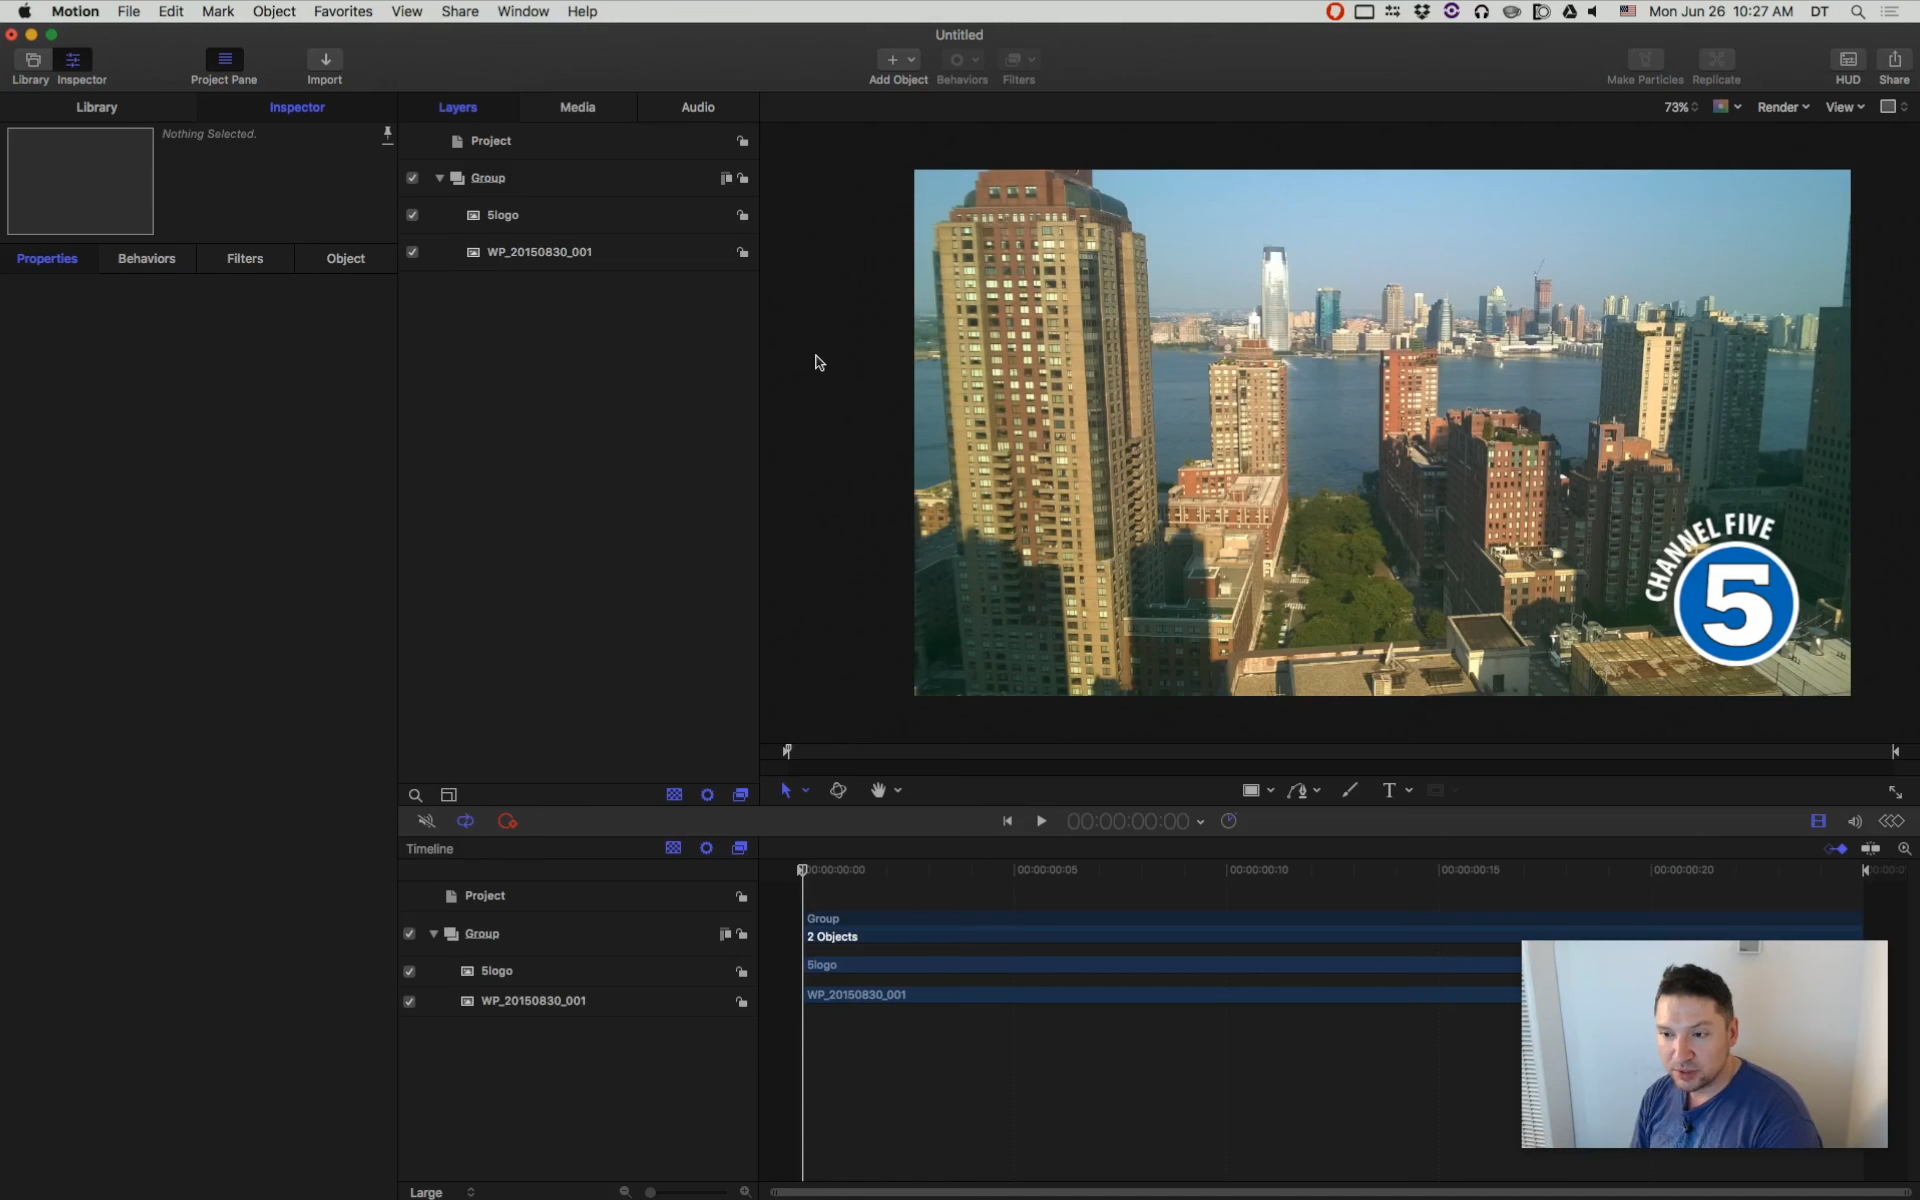 Motion File Edit Mark Object Favorites View Share Window Help Mon Jun 26 10:27 AM DT
Untitled
Library Inspector Project Pane Import Add Object Behaviors Filters Make Particles Replicate HUD Share
Library Inspector Layers Media Audio 73% Render View
Nothing Selected.
Project
Group
5logo
WP_20150830_001
Properties Behaviors Filters Object
CHANNEL FIVE
5
00:00:00:00
Timeline
00:00:00:00 00:00:00:05 00:00:00:10 00:00:00:15 00:00:00:20
Project
Group
5logo
WP_20150830_001
Group
2 Objects
5logo
WP_20150830_001
Large